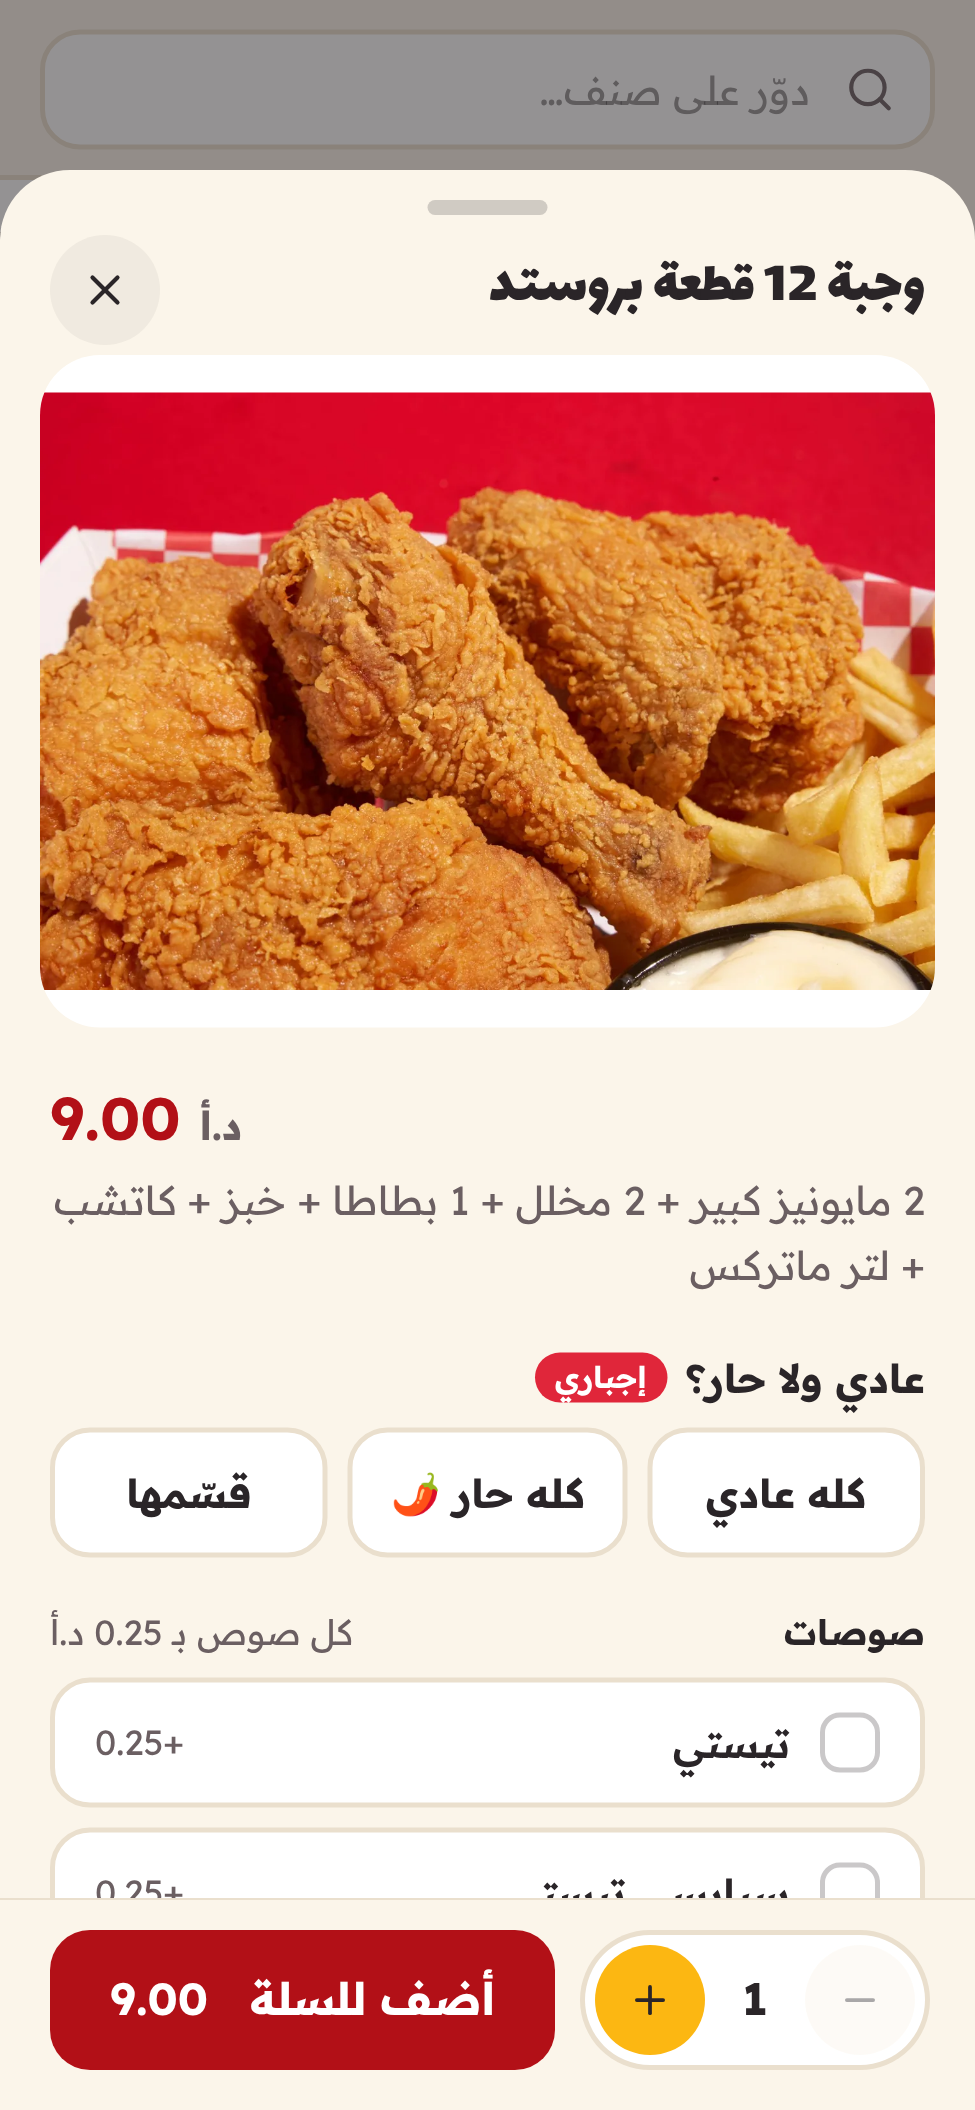 دوّر على صنف...
وجبة 12 قطعة بروستد
9.00 د.أ
2 مايونيز كبير + 2 مخلل + 1 بطاطا + خبز + كاتشب
+ لتر ماتركس
عادي ولا حار؟ إجباري
كله عادي
كله حار 🌶️
قسّمها
صوصات
كل صوص بـ 0.25 د.أ
تيستي
+0.25
+0.25
1
أضف للسلة 9.00